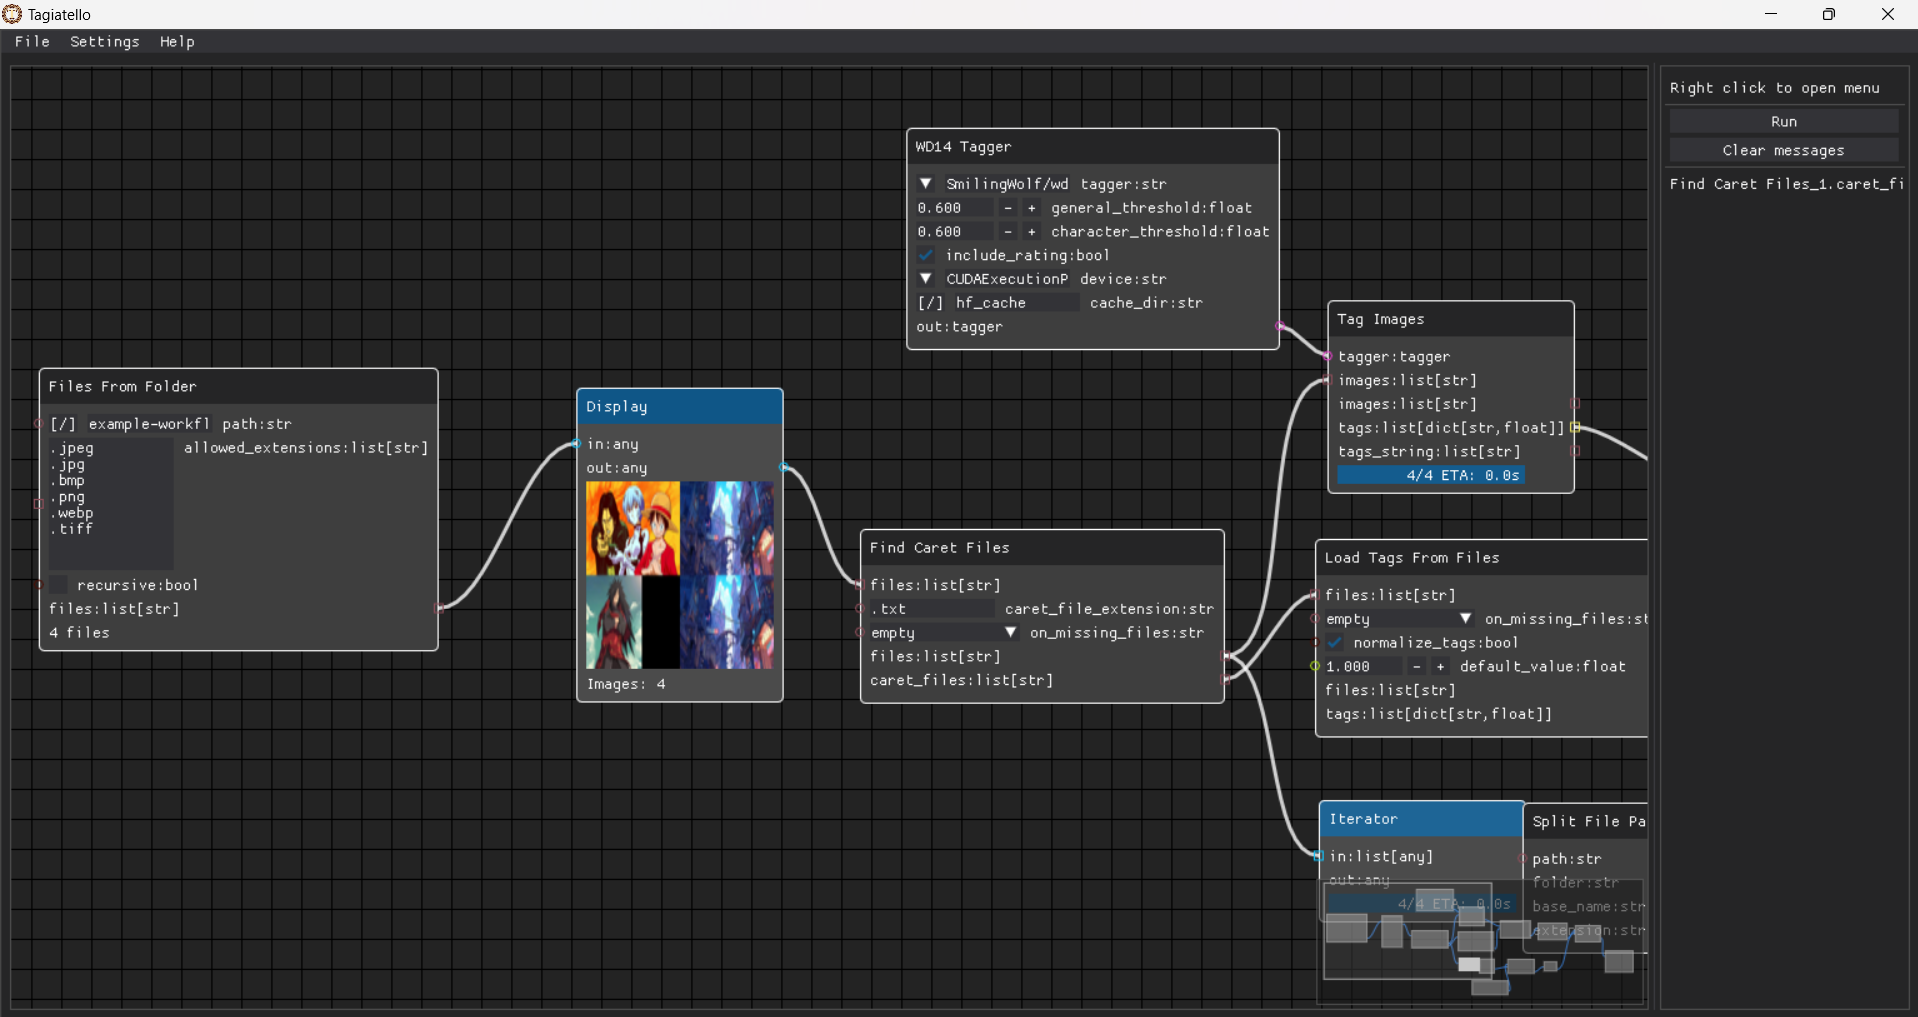 Tagiatello
File Settings Help
Right click to open menu
Run
Clear messages
Find Caret Files_1.caret_fi
WD14 Tagger
SmilingWolf/wd tagger:str
0.600 - + general_threshold:float
0.600 - + character_threshold:float
include_rating:bool
CUDAExecutionP device:str
[/] hf_cache cache_dir:str
out:tagger
Tag Images
tagger:tagger
images:list[str]
images:list[str]
tags:list[dict[str,float]]
tags_string:list[str]
4/4 ETA: 0.0s
Files From Folder
[/] example-workfl path:str
.jpeg allowed_extensions:list[str]
.jpg
.bmp
.png
.webp
.tiff
recursive:bool
files:list[str]
4 files
Display
in:any
out:any
Images: 4
Find Caret Files
files:list[str]
.txt caret_file_extension:str
empty on_missing_files:str
files:list[str]
caret_files:list[str]
Load Tags From Files
files:list[str]
empty on_missing_files:st
normalize_tags:bool
1.000 - + default_value:float
files:list[str]
tags:list[dict[str,float]]
Iterator
in:list[any]
out:any
4/4 ETA: 0.0s
Split File Pa
path:str
folder:str
base_name:str
extension:str